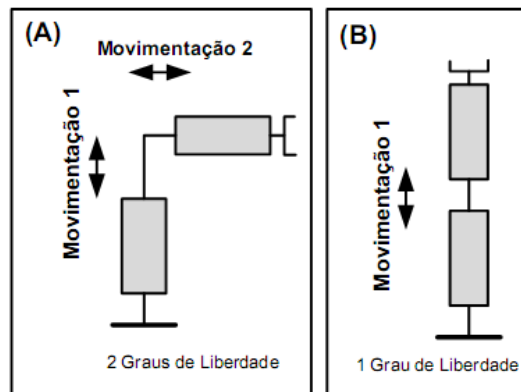 (A)
Movimentação 2
Movimentação 1
2 Graus de Liberdade
(B)
Movimentação 1
1 Grau de Liberdade